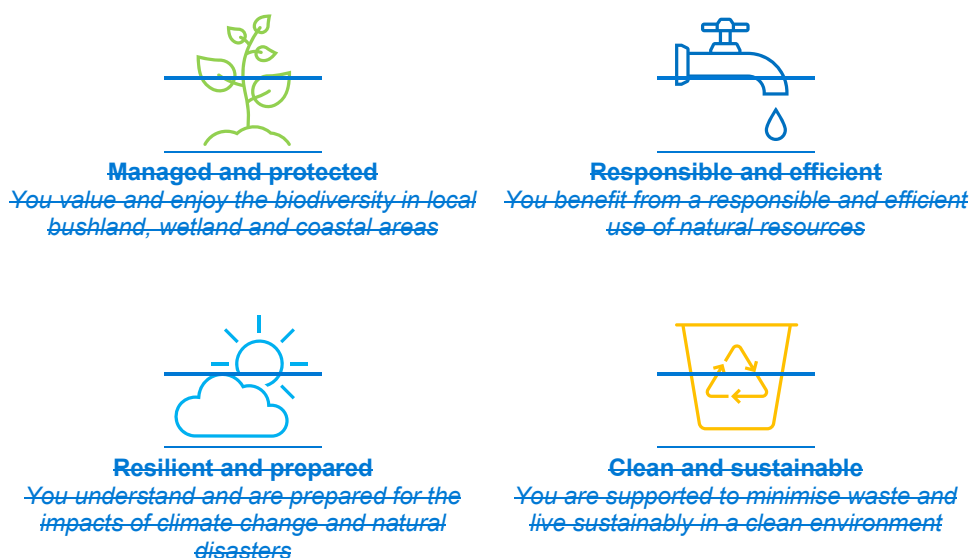 Managed and protected
You value and enjoy the biodiversity in local
bushland, wetland and coastal areas
Responsible and efficient
You benefit from a responsible and efficient
use of natural resources
Resilient and prepared
You understand and are prepared for the
impacts of climate change and natural
disasters
Clean and sustainable
You are supported to minimise waste and
live sustainably in a clean environment